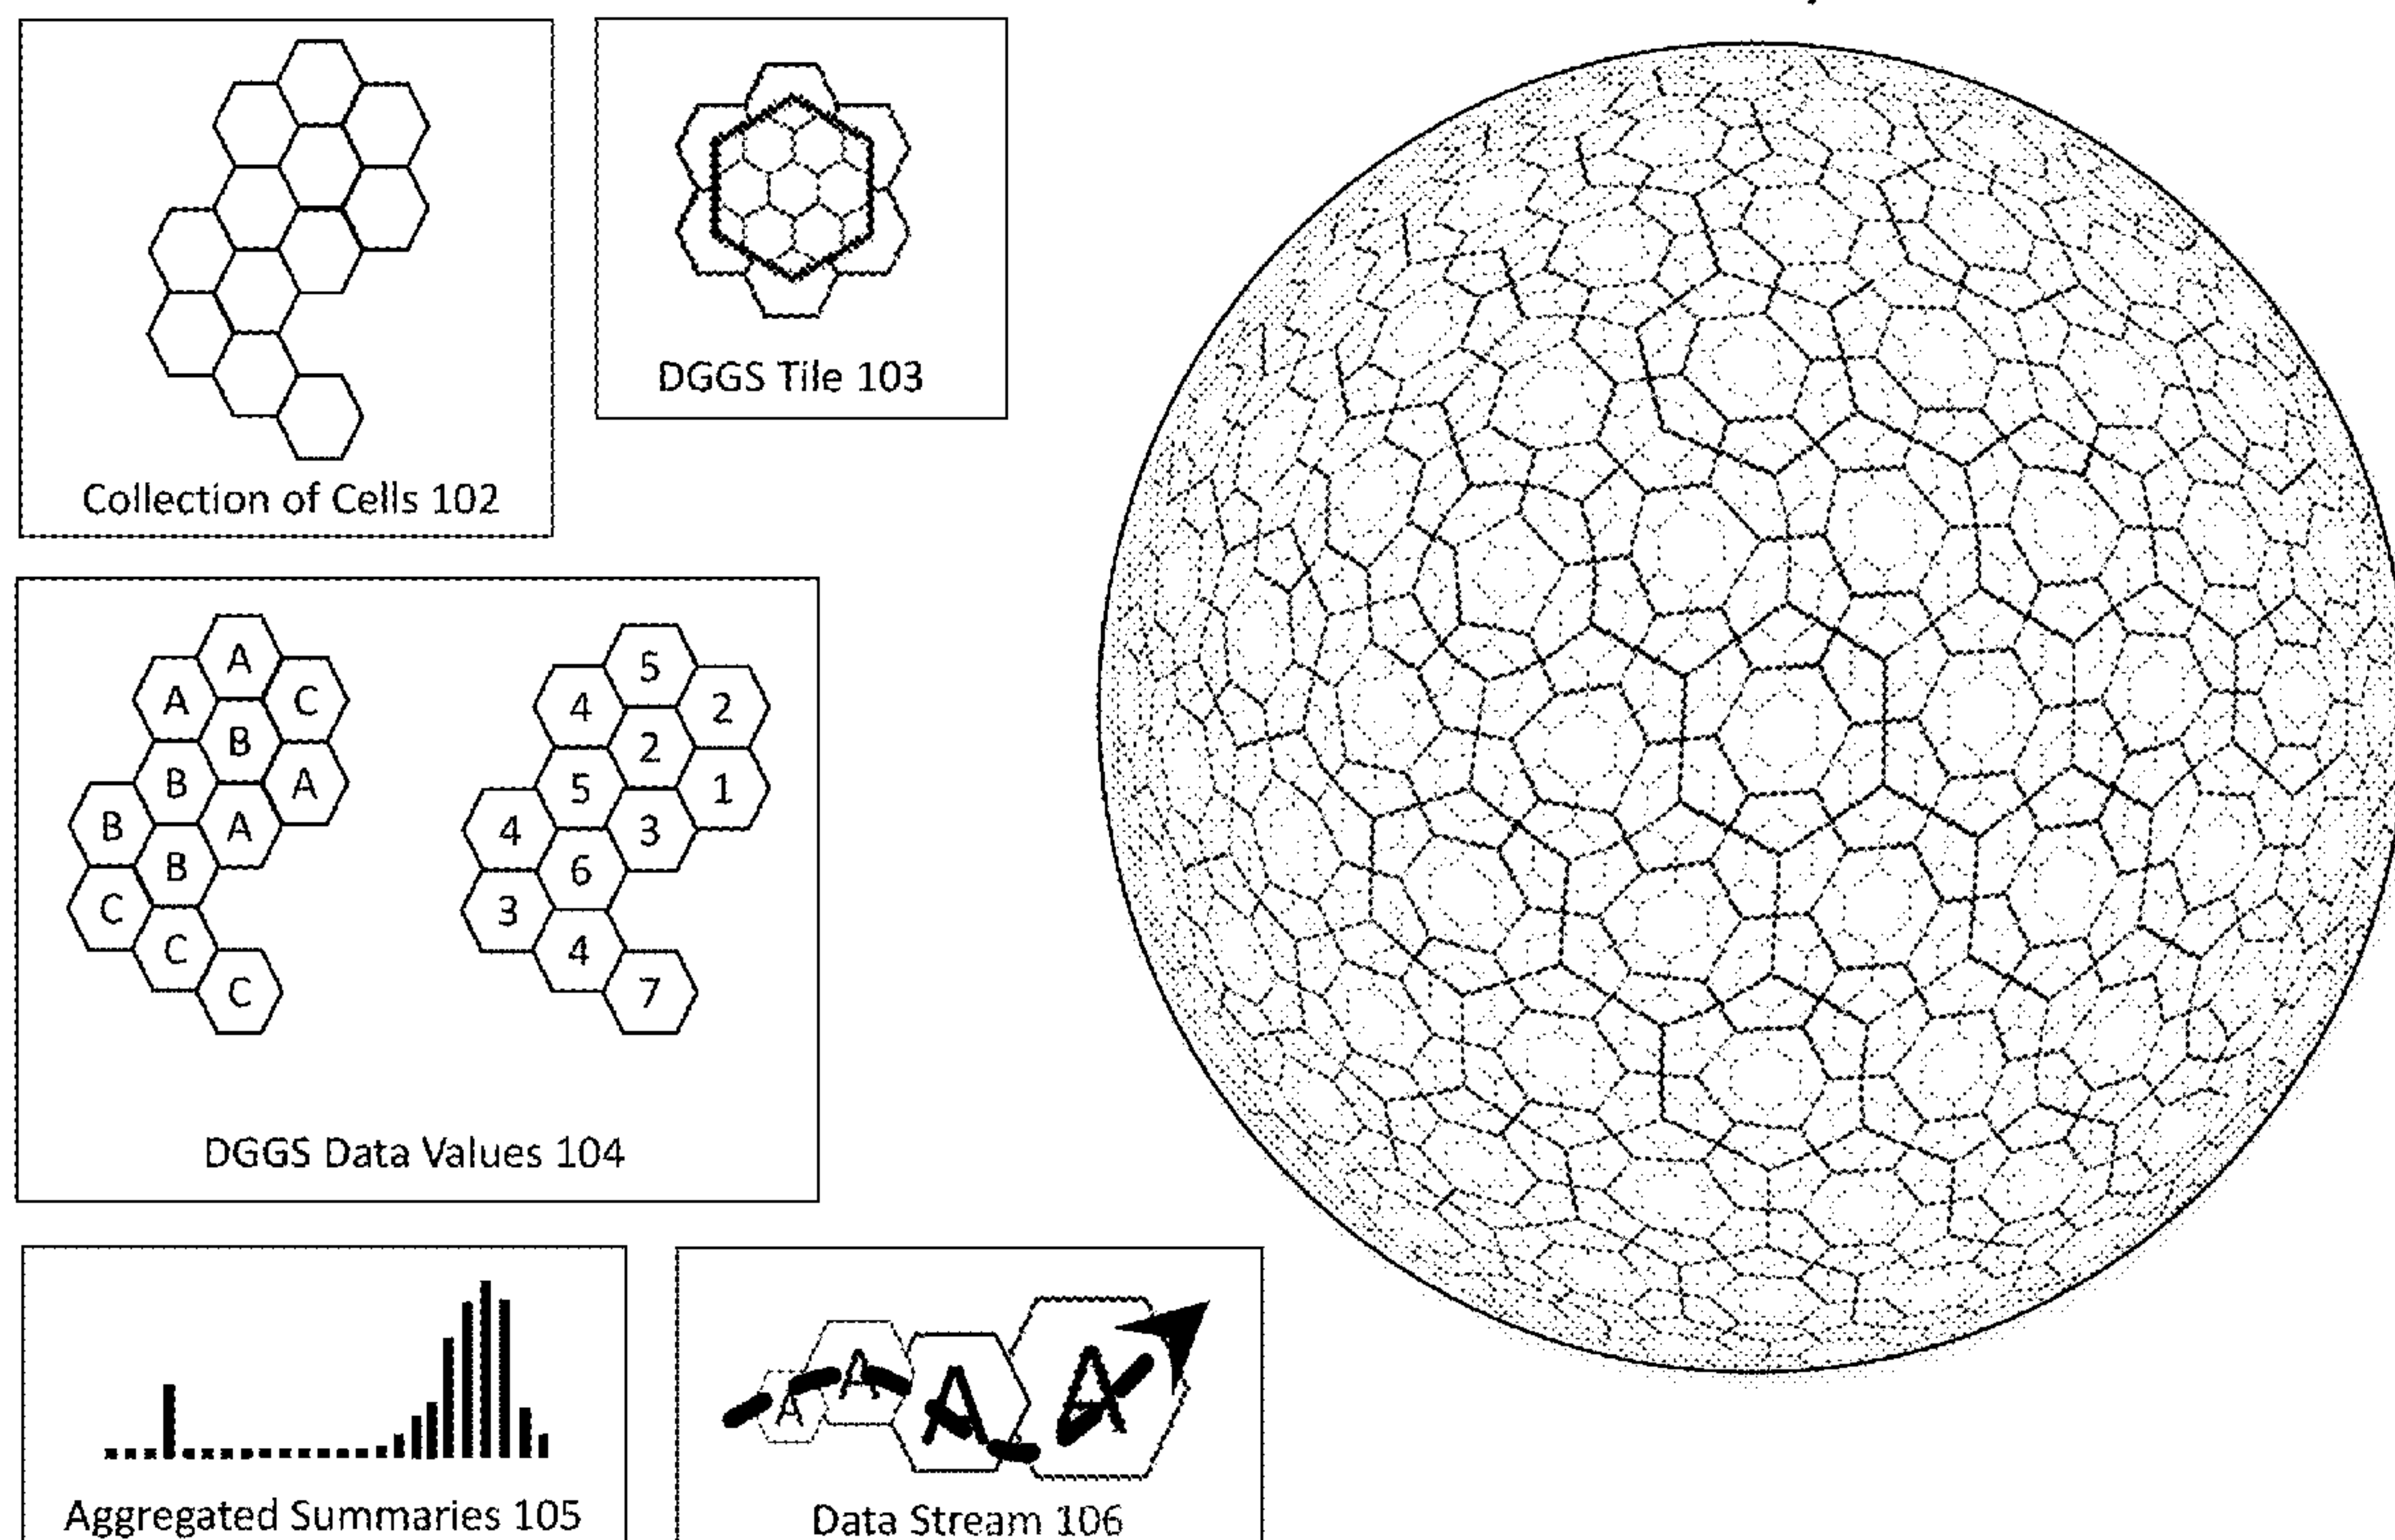 Collection of Cells 102
DGGS Tile 103
A
A
C
B
B
A
B
A
B
C
C
C
5
4
2
2
5
1
4
3
6
3
4
7
DGGS Data Values 104
A A A A
Aggregated Summaries 105
Data Stream 106